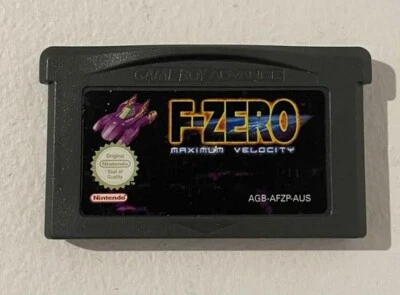 GAME BOY ADVANCE
F-ZERO
MAXIMUM VELOCITY
Original
Nintendo
Seal of
Quality
Nintendo
AGB-AFZP-AUS